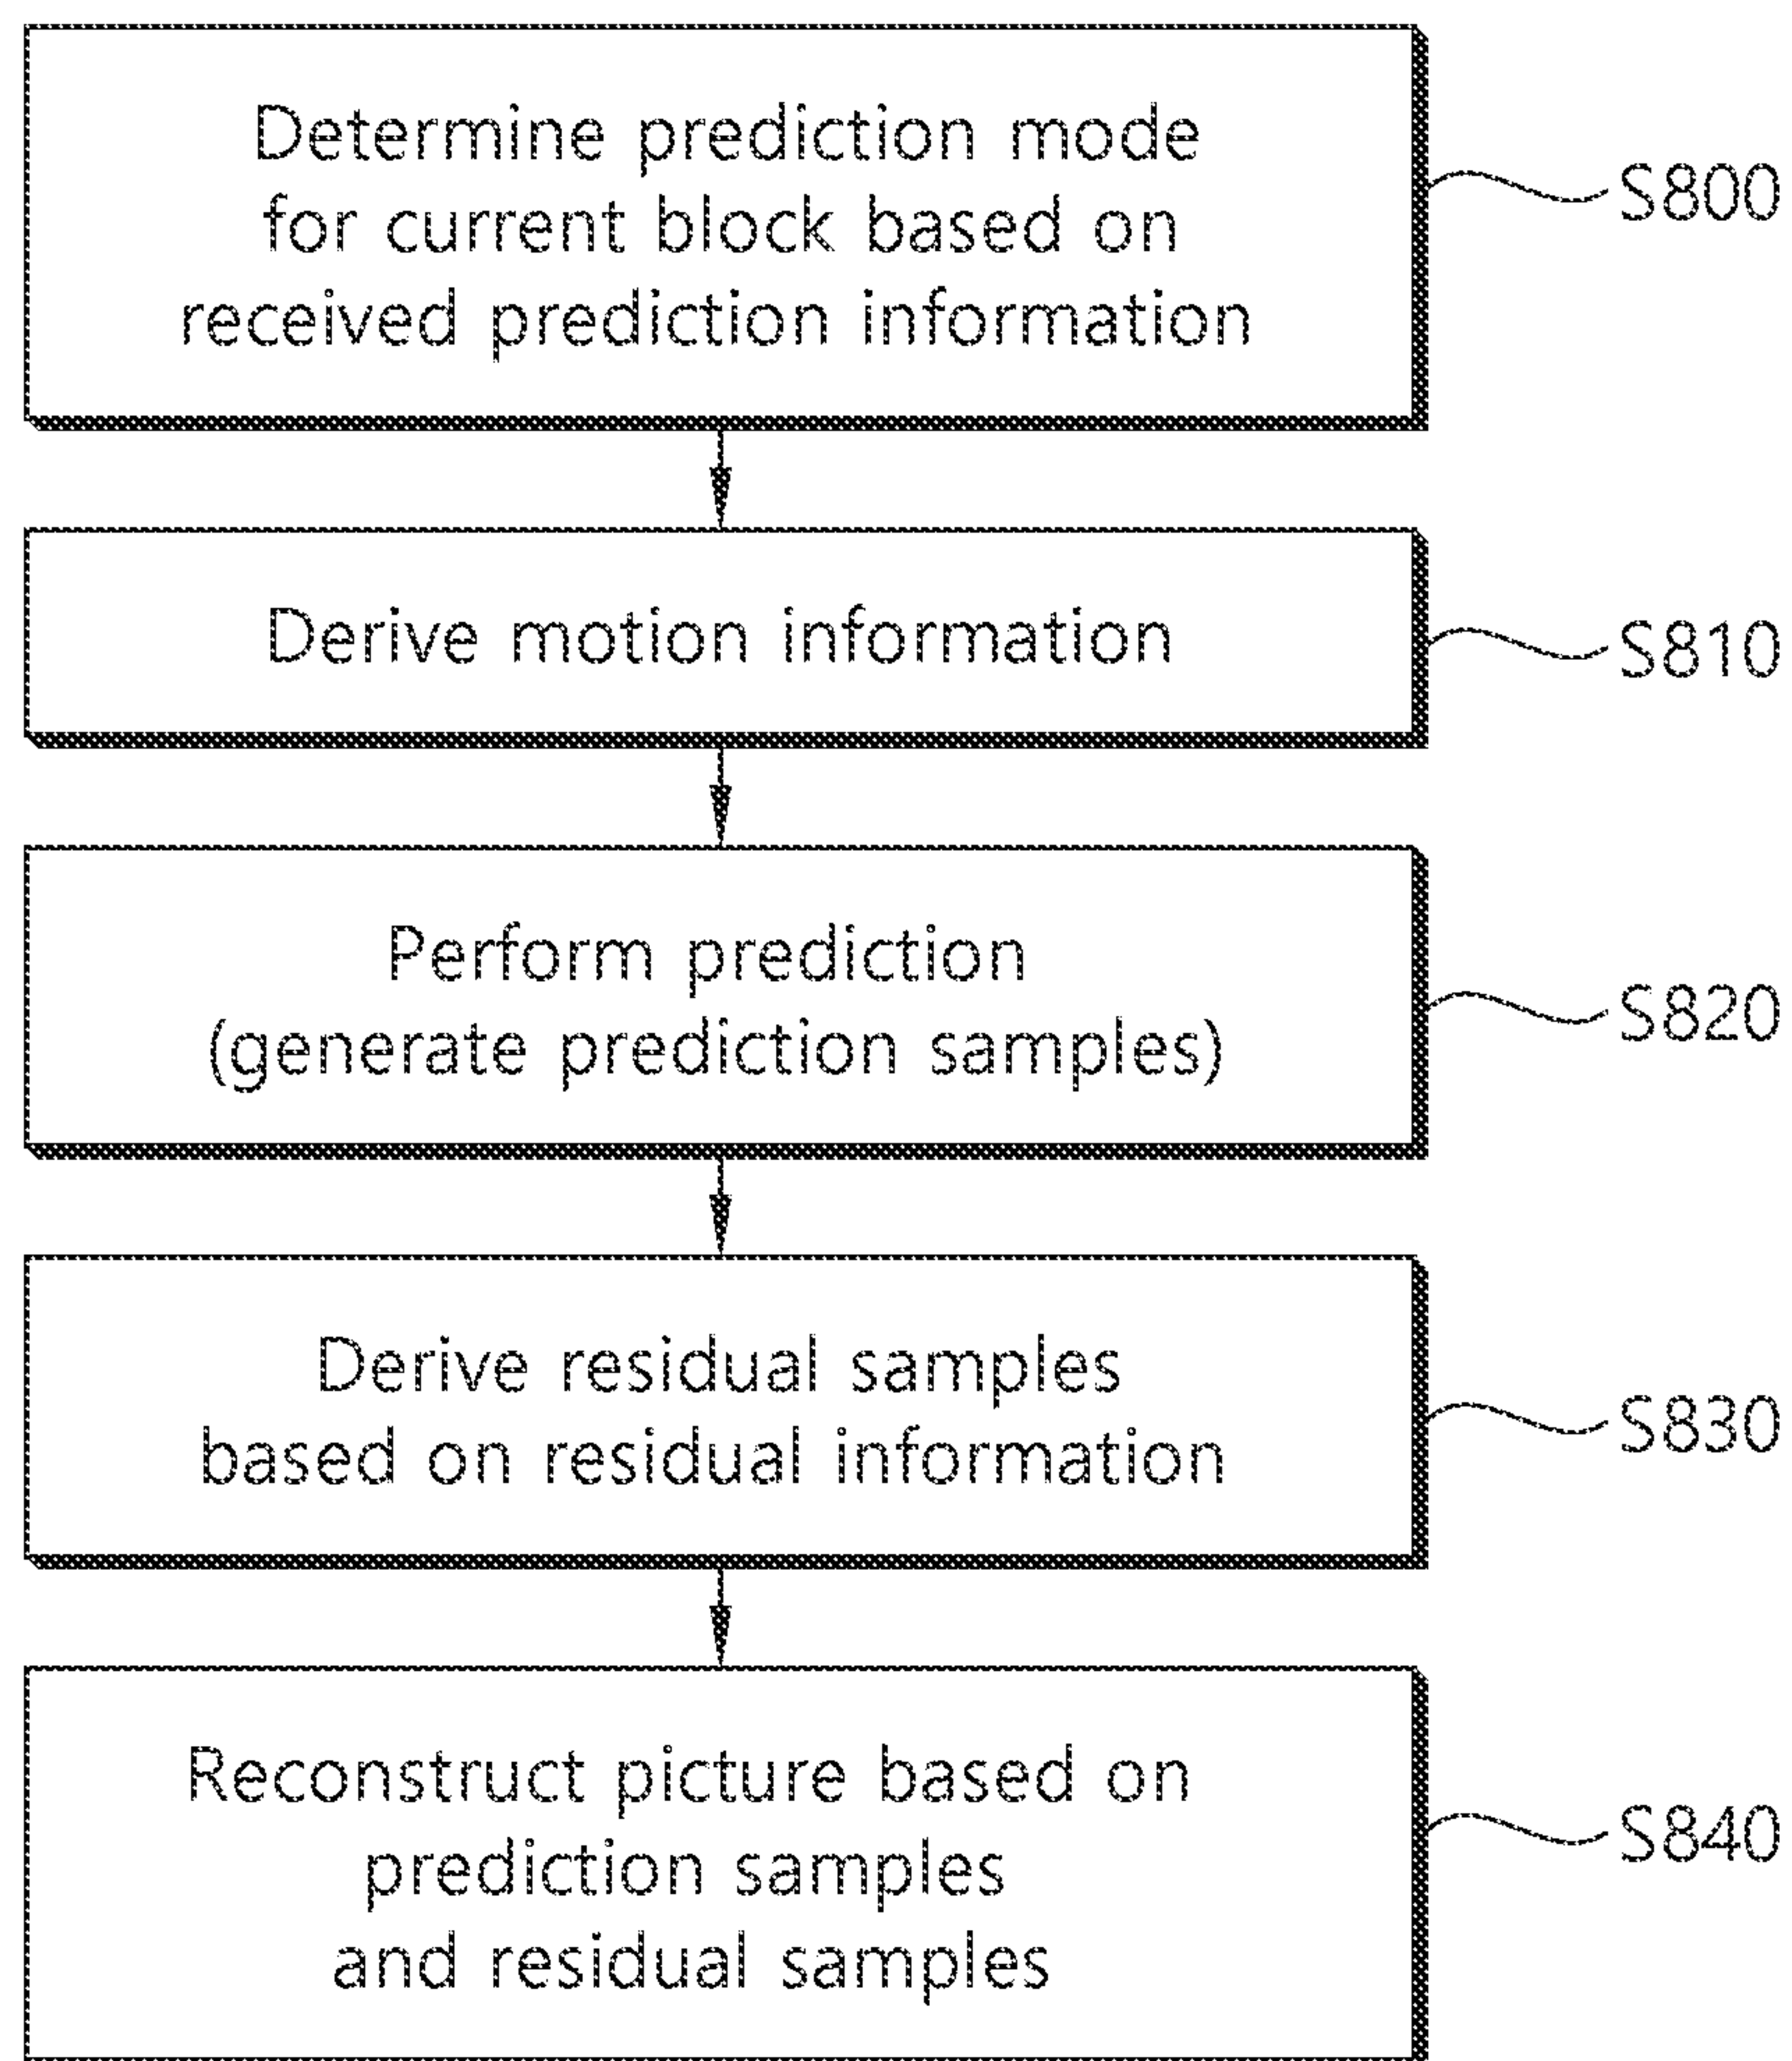 Determine prediction mode
for current block based on
received prediction information
S800
Derive motion information
S810
Perform prediction
(generate prediction samples)
S820
Derive residual samples
based on residual information
S830
Reconstruct picture based on
prediction samples
and residual samples
S840